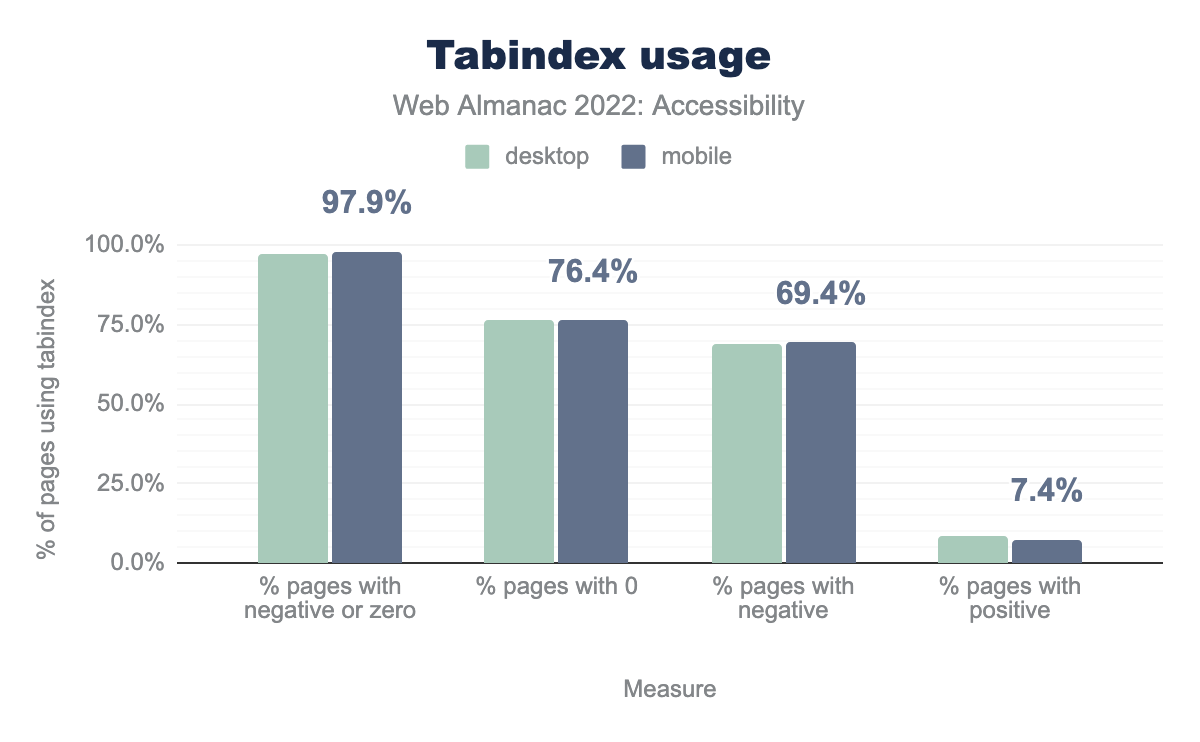 Tabindex usage
Web Almanac 2022: Accessibility
desktop
mobile
97.9%
76.4%
69.4%
7.4%
% of pages using tabindex
100.0%
75.0%
50.0%
25.0%
0.0%
% pages with
negative or zero
% pages with 0
% pages with
negative
% pages with
positive
Measure